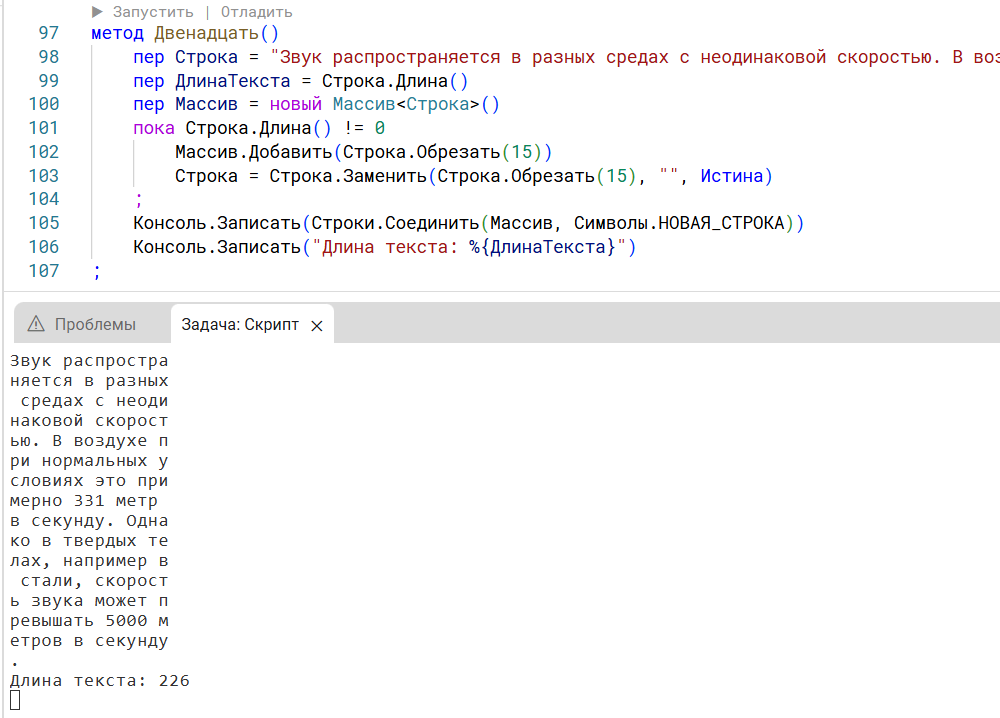 ▶ Запустить | Отладить
97 метод Двенадцать()
98 пер Строка = "Звук распространяется в разных средах с неодинаковой скоростью. В воз
99 пер ДлинаТекста = Строка.Длина()
100 пер Массив = новый Массив<Строка>()
101 пока Строка.Длина() != 0
102 Массив.Добавить(Строка.Обрезать(15))
103 Строка = Строка.Заменить(Строка.Обрезать(15), "", Истина)
104 ;
105 Консоль.Записать(Строки.Соединить(Массив, Символы.НОВАЯ_СТРОКА))
106 Консоль.Записать("Длина текста: %{ДлинаТекста}")
107 ;
Проблемы Задача: Скрипт ×
Звук распростра
няется в разных
средах с неоди
наковой скорост
ью. В воздухе п
ри нормальных у
словиях это при
мерно 331 метр
в секунду. Одна
ко в твердых те
лах, например в
стали, скорост
ь звука может п
ревышать 5000 м
етров в секунду
.
Длина текста: 226